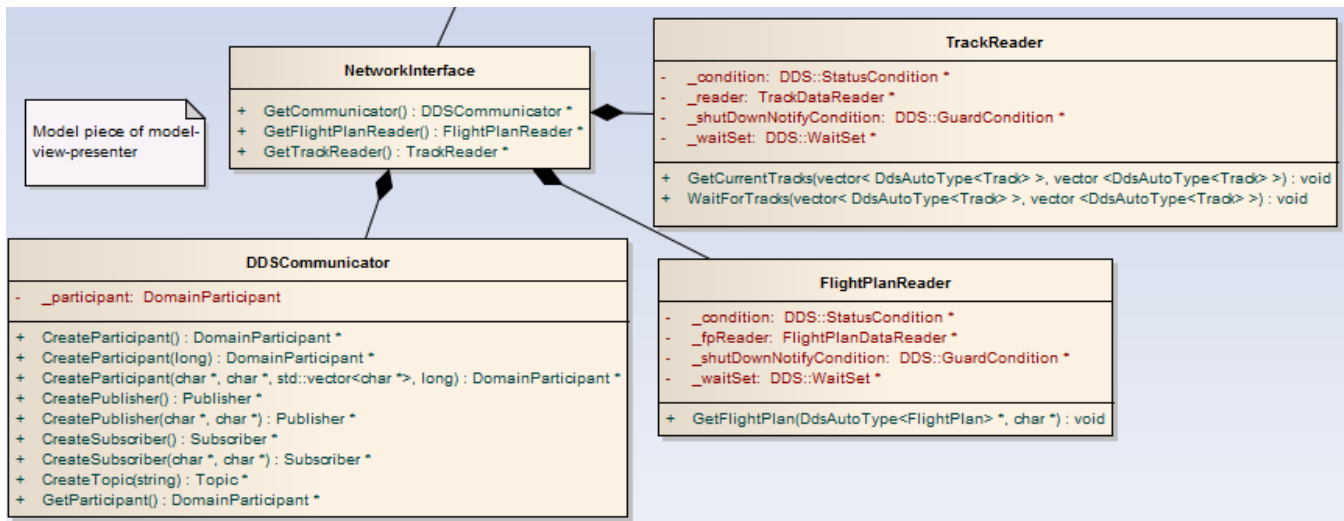 NetworkInterface
+ GetCommunicator() : DDSCommunicator *
+ GetFlightPlanReader() : FlightPlanReader *
+ GetTrackReader() : TrackReader *
Model piece of model-
view-presenter
TrackReader
- _condition: DDS::StatusCondition *
- _reader: TrackDataReader *
- _shutDownNotifyCondition: DDS::GuardCondition *
- _waitSet: DDS::WaitSet *
+ GetCurrentTracks(vector< DdsAutoType<Track> >, vector <DdsAutoType<Track> >) : void
+ WaitForTracks(vector< DdsAutoType<Track> >, vector <DdsAutoType<Track> >) : void
DDSCommunicator
- _participant: DomainParticipant
+ CreateParticipant() : DomainParticipant *
+ CreateParticipant(long) : DomainParticipant *
+ CreateParticipant(char *, char *, std::vector<char *>, long) : DomainParticipant *
+ CreatePublisher() : Publisher *
+ CreatePublisher(char *, char *) : Publisher *
+ CreateSubscriber() : Subscriber *
+ CreateSubscriber(char *, char *) : Subscriber *
+ CreateTopic(string) : Topic *
+ GetParticipant() : DomainParticipant *
FlightPlanReader
- _condition: DDS::StatusCondition *
- _fpReader: FlightPlanDataReader *
- _shutDownNotifyCondition: DDS::GuardCondition *
- _waitSet: DDS::WaitSet *
+ GetFlightPlan(DdsAutoType<FlightPlan> *, char *) : void